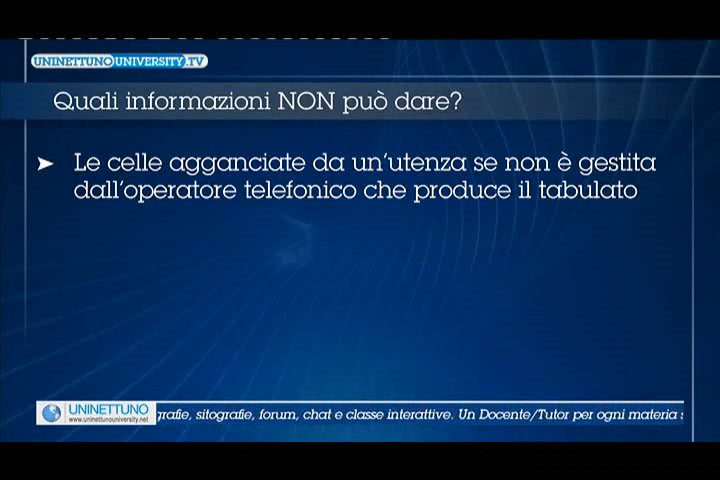 UNINETTUNOUNIVERSITY.TV
Quali informazioni NON può dare?
Le celle agganciate da un'utenza se non è gestita
dall'operatore telefonico che produce il tabulato
UNINETTUNO
www.uninettunouniversity.net
grafie, sitografie, forum, chat e classe interattive. Un Docente/Tutor per ogni materia s